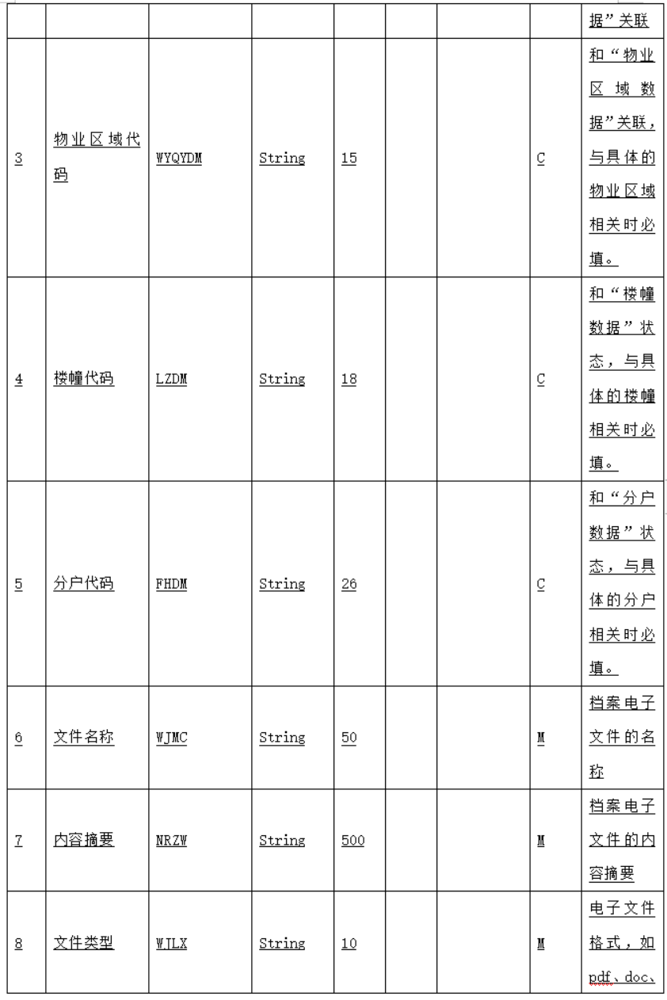 据”关联
3 物业区域代码 WYQYDM String 15 C 和“物业区域数据”关联，与具体的物业区域相关时必填。
4 楼幢代码 LZDM String 18 C 和“楼幢数据”状态，与具体的楼幢相关时必填。
5 分户代码 FHDM String 26 C 和“分户数据”状态，与具体的分户相关时必填。
6 文件名称 WJMC String 50 M 档案电子文件的名称
7 内容摘要 NRZW String 500 M 档案电子文件的内容摘要
8 文件类型 WJLX String 10 M 电子文件格式，如pdf、doc、